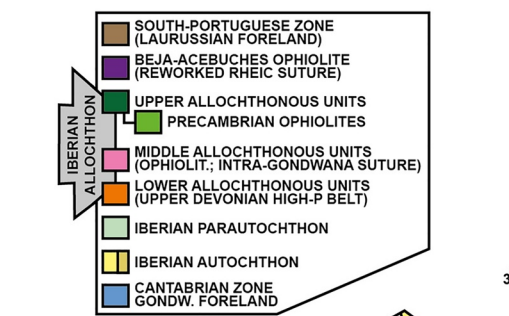 SOUTH-PORTUGUESE ZONE
(LAURUSSIAN FORELAND)
BEJA-ACEBUCHES OPHIOLITE
(REWORKED RHEIC SUTURE)
UPPER ALLOCHTHONOUS UNITS
PRECAMBRIAN OPHIOLITES
IBERIAN
ALLOCHTHON
MIDDLE ALLOCHTHONOUS UNITS
(OPHIOLIT.; INTRA-GONDWANA SUTURE)
LOWER ALLOCHTHONOUS UNITS
(UPPER DEVONIAN HIGH-P BELT)
IBERIAN PARAUTOCHTHON
IBERIAN AUTOCHTHON
3
CANTABRIAN ZONE
GONDW. FORELAND